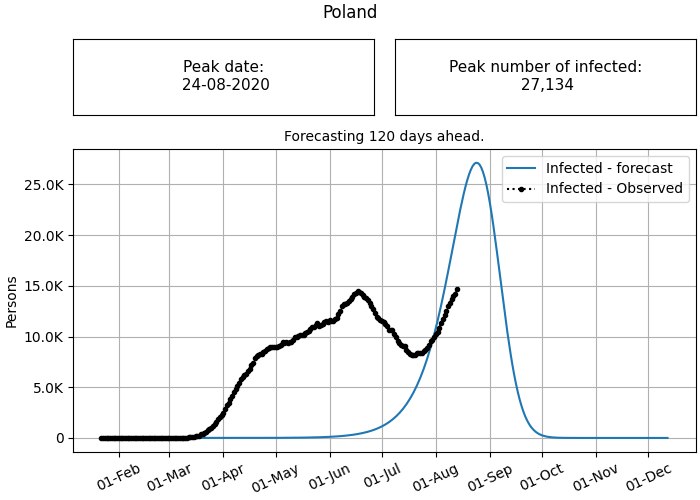 Poland
Peak date:
24-08-2020
Peak number of infected:
27,134
Forecasting 120 days ahead.
Infected - forecast
Infected - Observed
Persons
25.0K
20.0K
15.0K
10.0K
5.0K
0
01-Feb
01-Mar
01-Apr
01-May
01-Jun
01-Jul
01-Aug
01-Sep
01-Oct
01-Nov
01-Dec